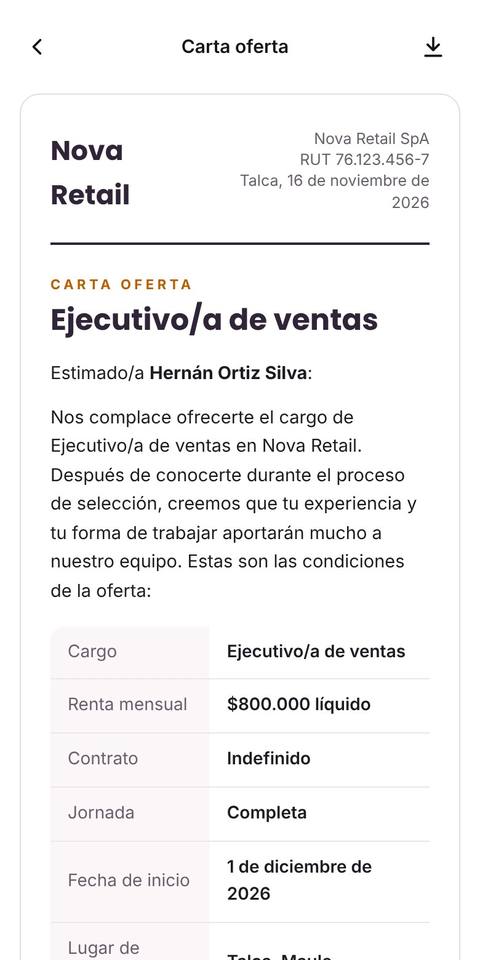 Carta oferta
Nova
Retail
Nova Retail SpA
RUT 76.123.456-7
Talca, 16 de noviembre de
2026
CARTA OFERTA
Ejecutivo/a de ventas
Estimado/a Hernán Ortiz Silva:
Nos complace ofrecerte el cargo de
Ejecutivo/a de ventas en Nova Retail.
Después de conocerte durante el proceso
de selección, creemos que tu experiencia y
tu forma de trabajar aportarán mucho a
nuestro equipo. Estas son las condiciones
de la oferta:
Cargo
Ejecutivo/a de ventas
Renta mensual
$800.000 líquido
Contrato
Indefinido
Jornada
Completa
Fecha de inicio
1 de diciembre de
2026
Lugar de
Talca, Maule